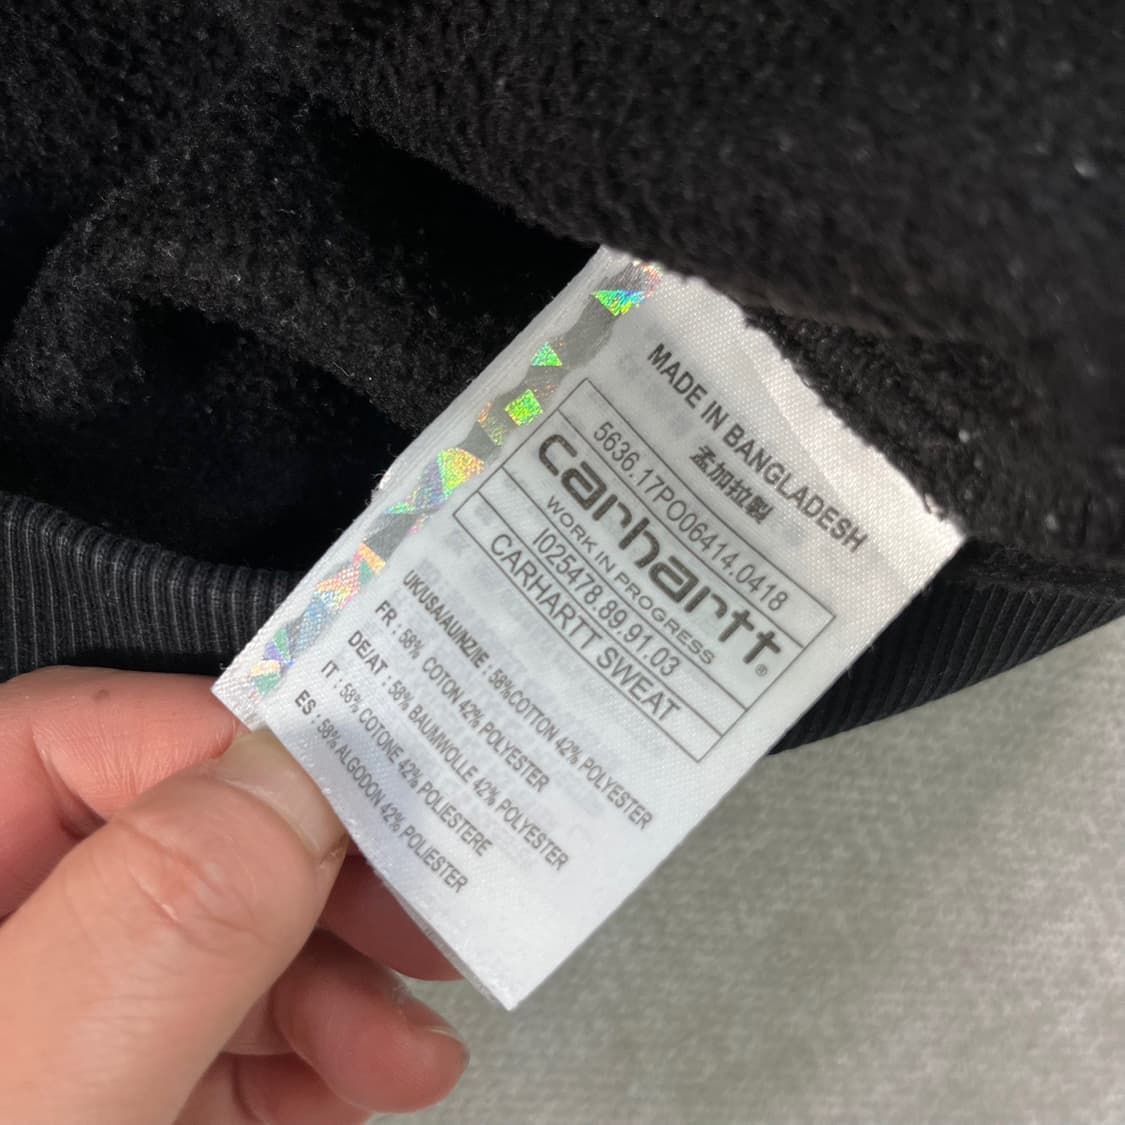 MADE IN BANGLADESH
孟加拉製
5636.17PO06414.0418
carhartt®
WORK IN PROGRESS
I025478.89.91.03
CARHARTT SWEAT
UK/USA/AU/NZ/IE : 58%COTTON 42% POLYESTER
FR : 58% COTON 42% POLYESTER
DE/AT : 58% BAUMWOLLE 42% POLYESTER
IT : 58% COTONE 42% POLIESTERE
ES : 58% ALGODON 42% POLIESTER